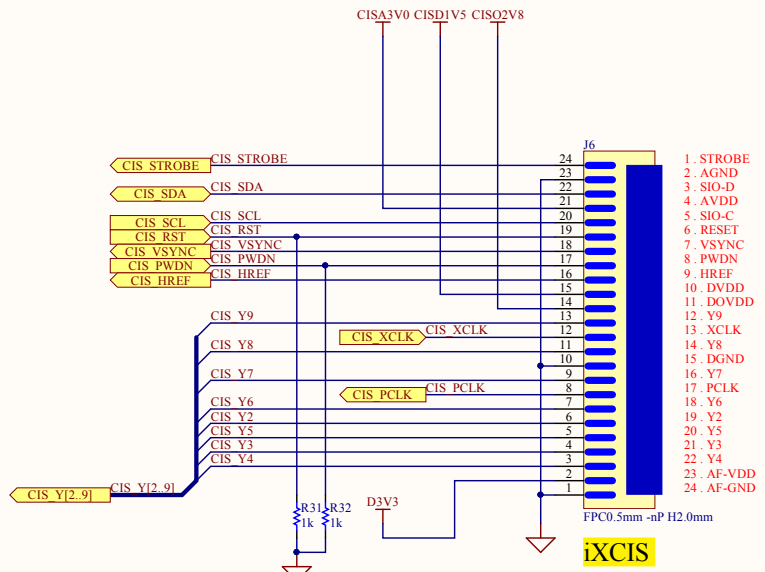 CISA3V0 CISD1V5 CISO2V8
J6
CIS_STROBE CIS_STROBE 24 1 . STROBE
23 2 . AGND
CIS_SDA CIS_SDA 22 3 . SIO-D
21 4 . AVDD
CIS_SCL CIS_SCL 20 5 . SIO-C
CIS_RST CIS_RST 19 6 . RESET
CIS_VSYNC CIS_VSYNC 18 7 . VSYNC
CIS_PWDN CIS_PWDN 17 8 . PWDN
CIS_HREF CIS_HREF 16 9 . HREF
15 10 . DVDD
14 11 . DOVDD
CIS_Y9 13 12 . Y9
CIS_XCLK CIS_XCLK 12 13 . XCLK
CIS_Y8 11 14 . Y8
10 15 . DGND
CIS_Y7 9 16 . Y7
CIS_PCLK CIS_PCLK 8 17 . PCLK
CIS_Y6 7 18 . Y6
CIS_Y2 6 19 . Y2
CIS_Y5 5 20 . Y5
CIS_Y3 4 21 . Y3
CIS_Y4 3 22 . Y4
2 23 . AF-VDD
CIS_Y[2..9] CIS_Y[2..9] 1 24 . AF-GND
R31 R32 D3V3
1k 1k
FPC0.5mm -nP H2.0mm
iXCIS